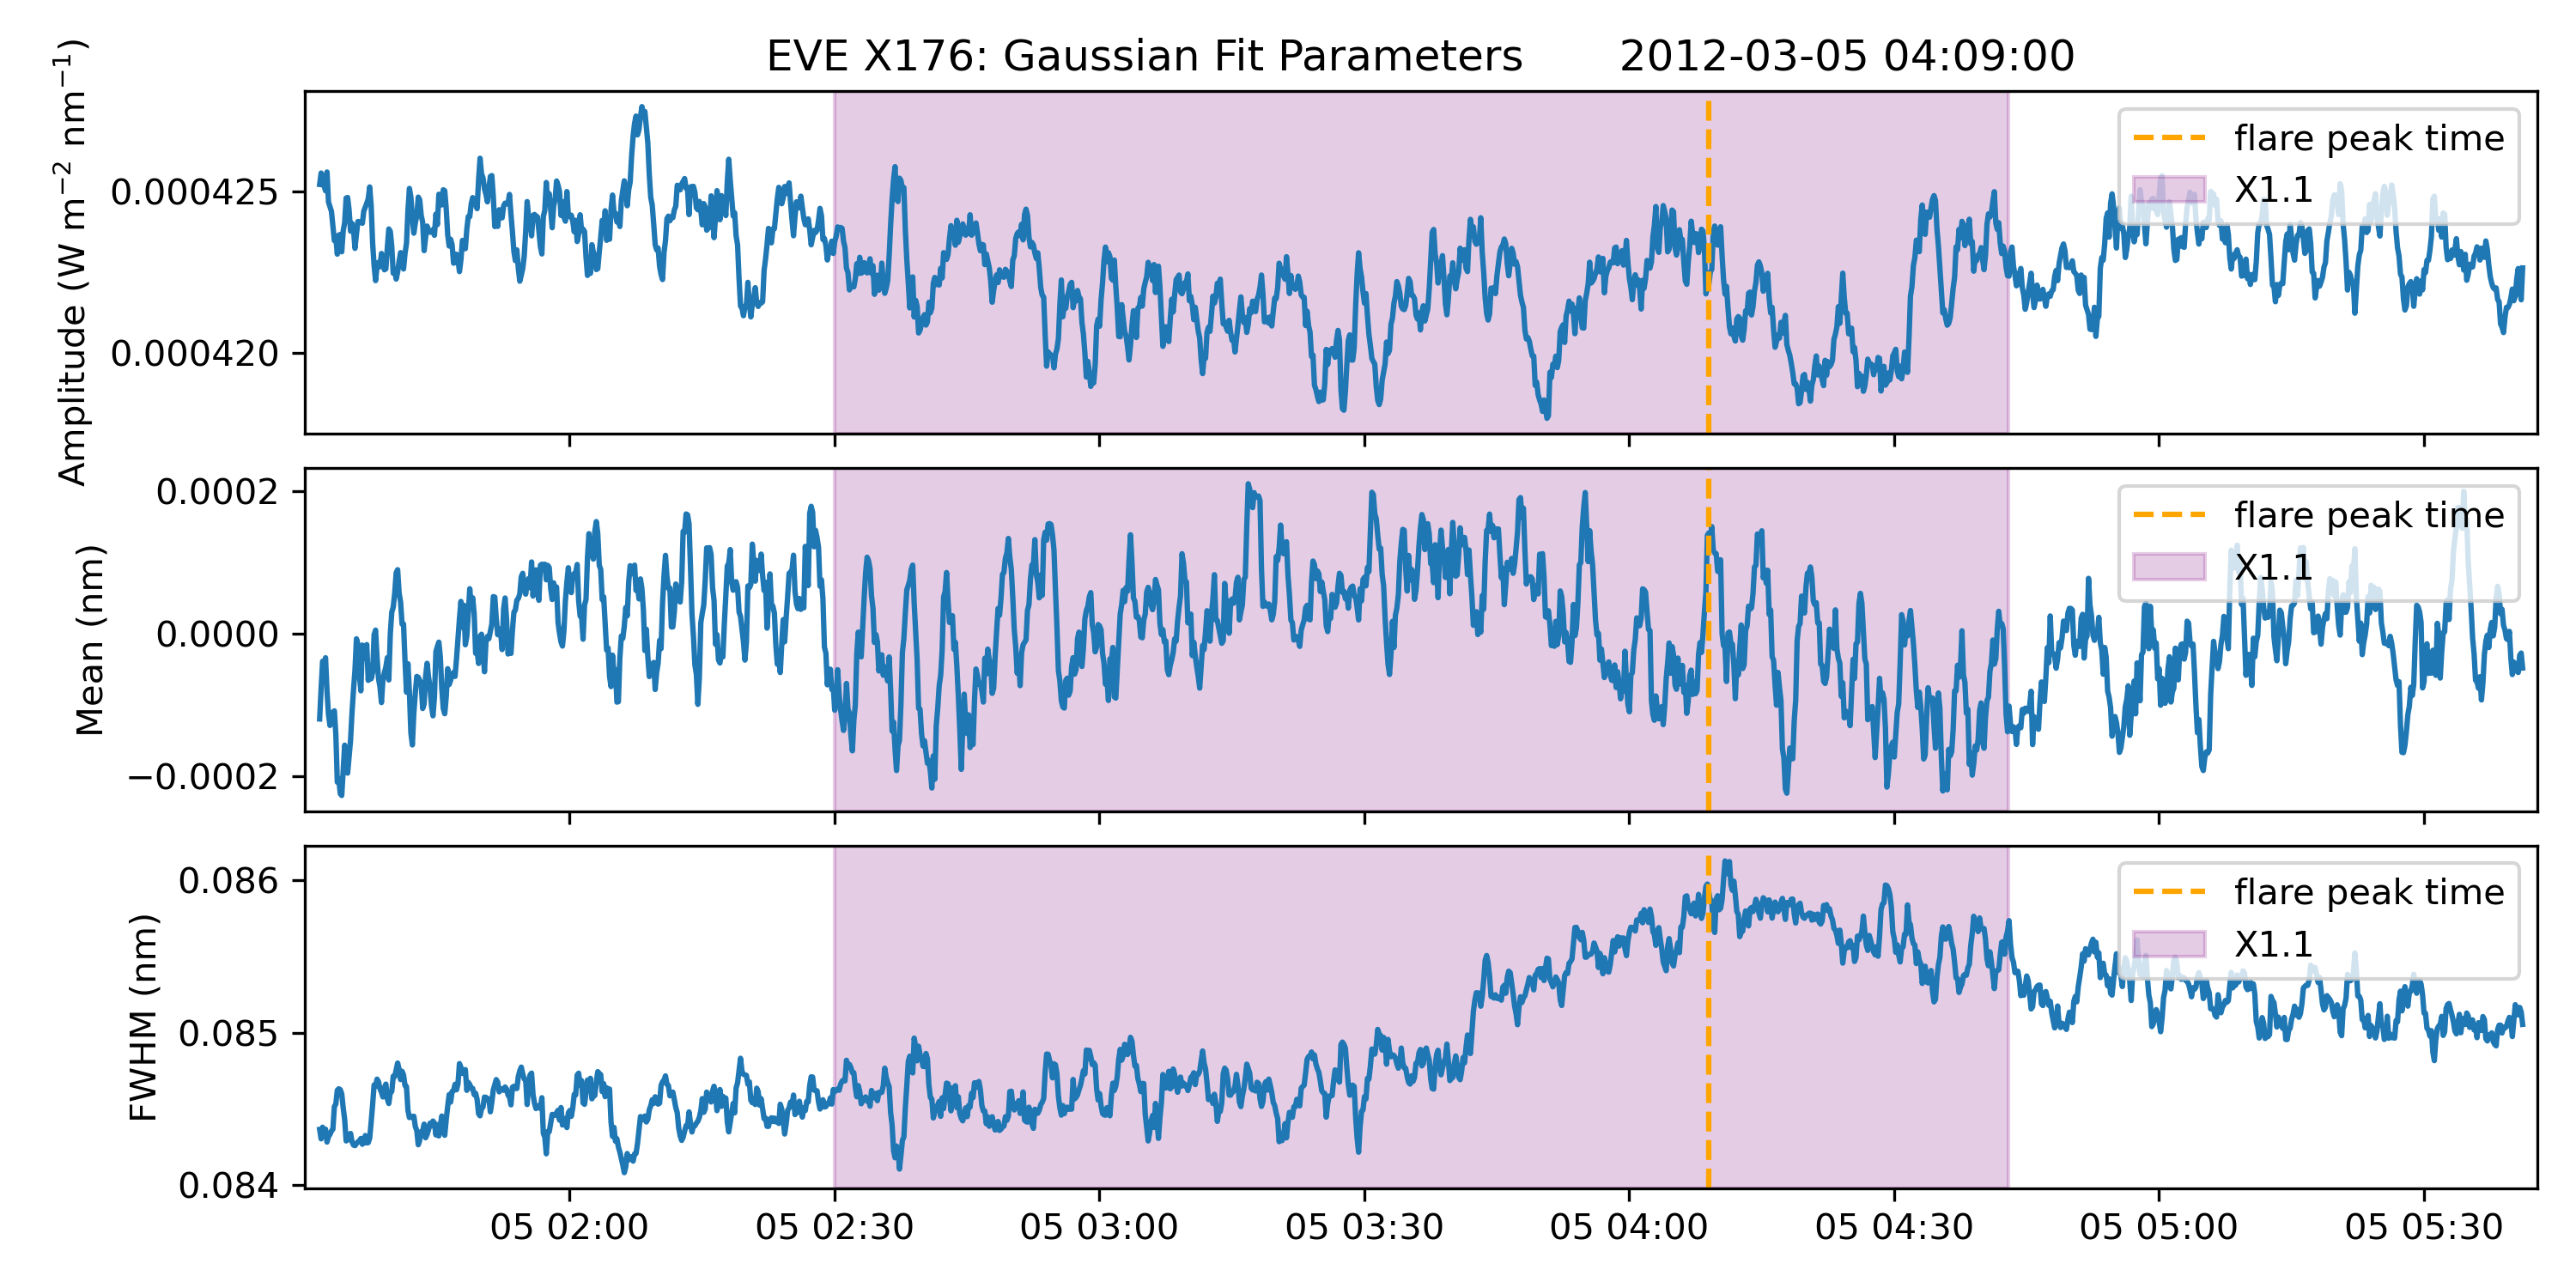 EVE X176: Gaussian Fit Parameters 2012-03-05 04:09:00
Amplitude (W m⁻² nm⁻¹)
0.000425
0.000420
flare peak time
X1.1
Mean (nm)
0.0002
0.0000
−0.0002
flare peak time
X1.1
FWHM (nm)
0.086
0.085
0.084
flare peak time
X1.1
05 02:00 05 02:30 05 03:00 05 03:30 05 04:00 05 04:30 05 05:00 05 05:30